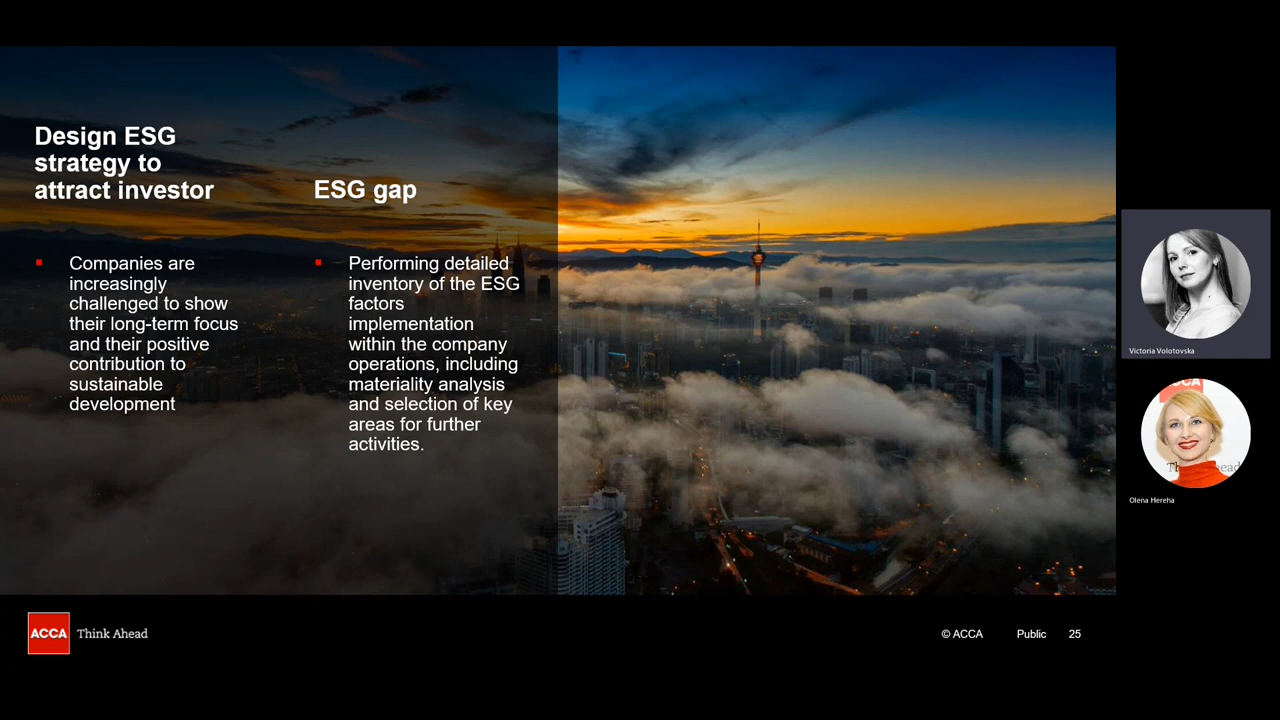 Design ESG
strategy to
attract investor
Companies are
increasingly
challenged to show
their long-term focus
and their positive
contribution to
sustainable
development
ESG gap
Performing detailed
inventory of the ESG
factors
implementation
within the company
operations, including
materiality analysis
and selection of key
areas for further
activities.
Victoria Volotovska
Olena Hereha
ACCA Think Ahead
© ACCA Public 25